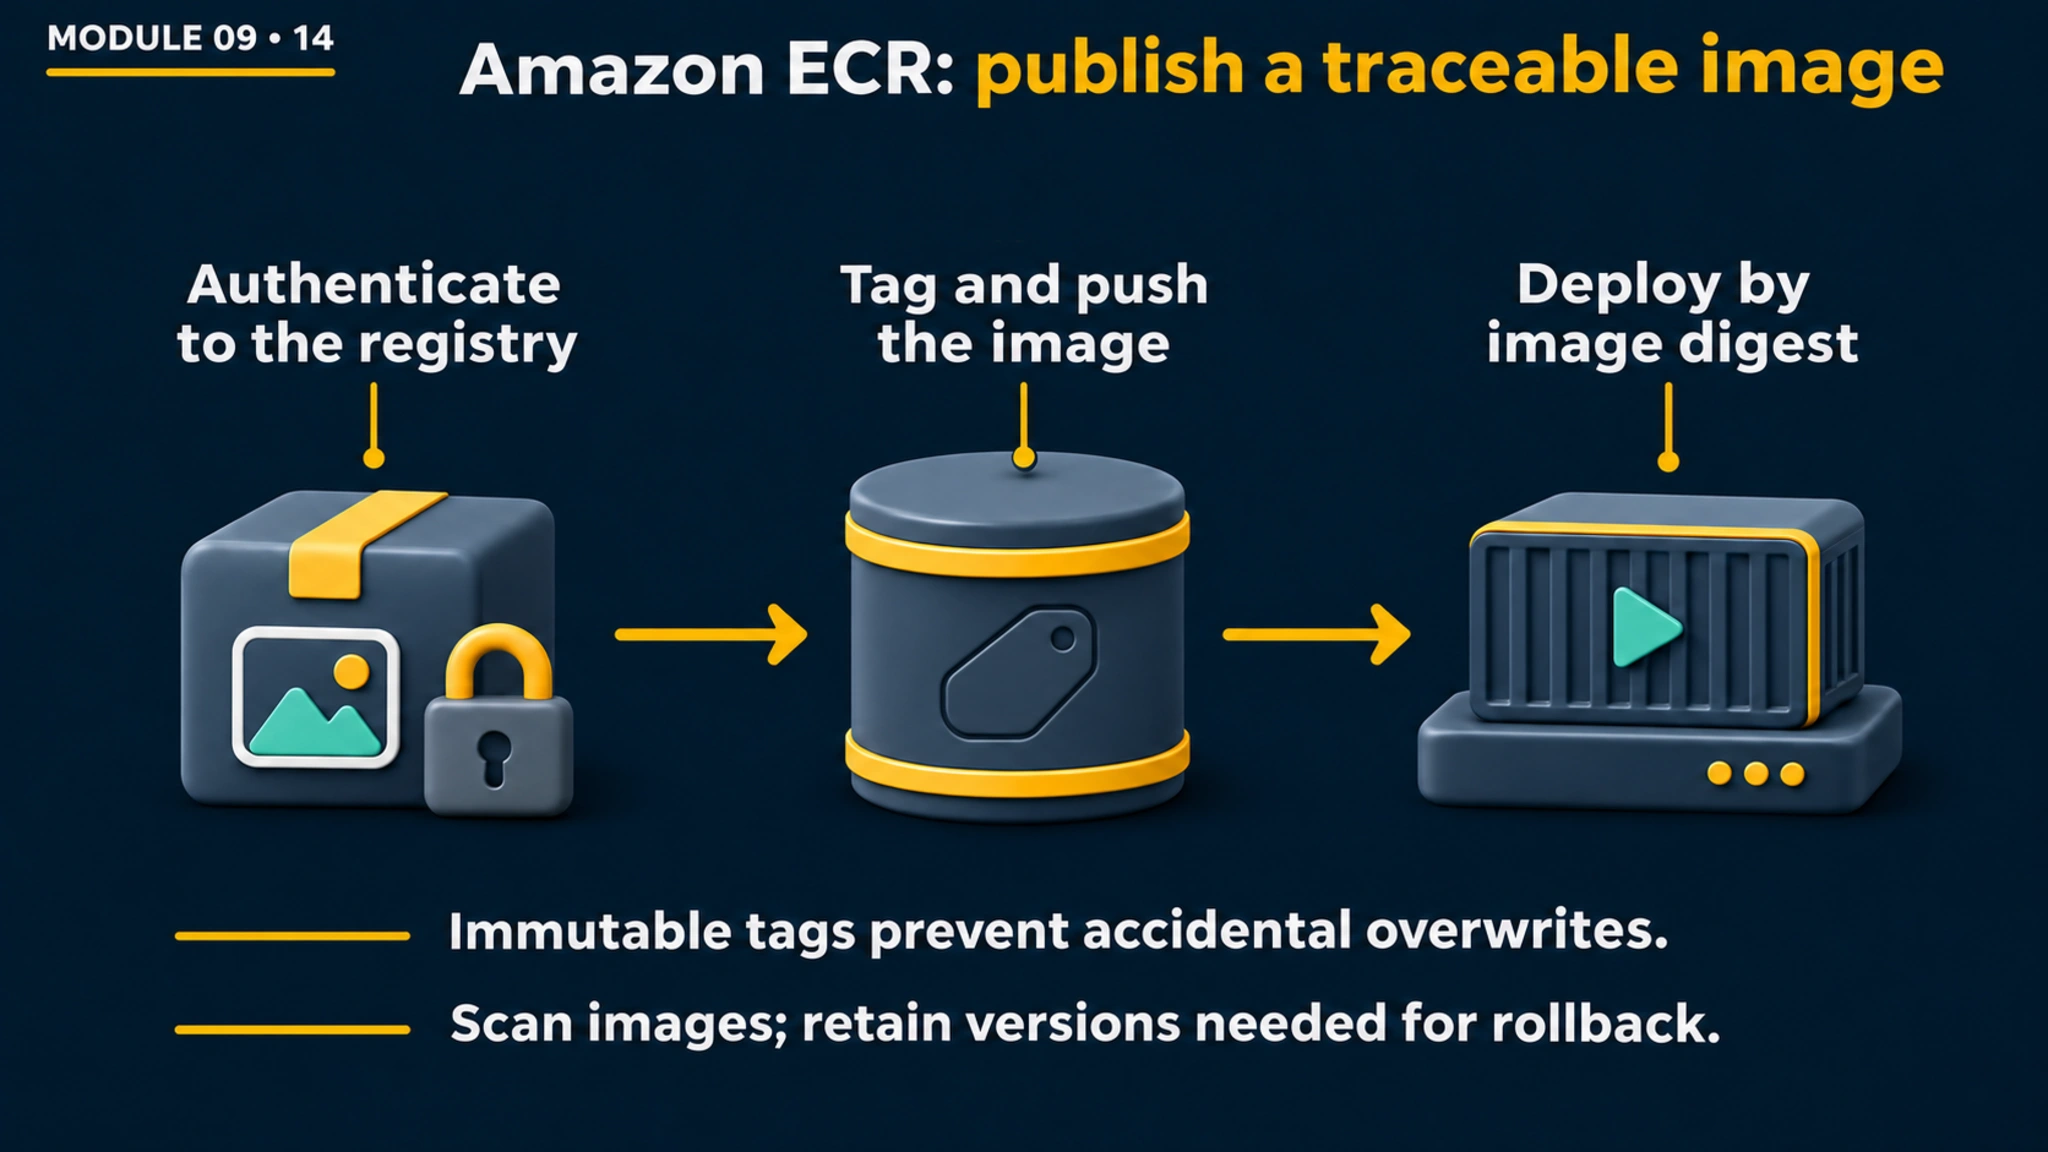 MODULE 09 • 14
Amazon ECR: publish a traceable image
Authenticate
to the registry
Tag and push
the image
Deploy by
image digest
Immutable tags prevent accidental overwrites.
Scan images; retain versions needed for rollback.